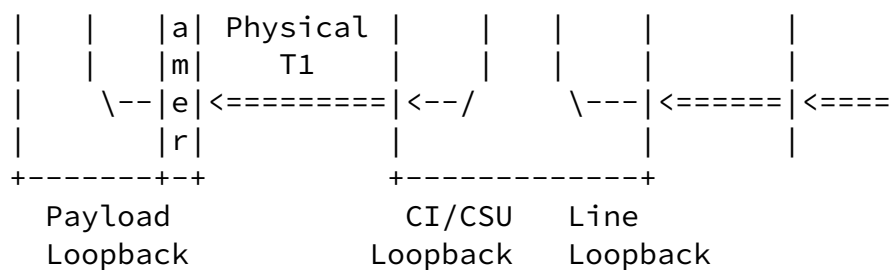 |       |      |a| Physical |       |      |       |            |
|       |      |m|    T1    |       |      |       |            |
|        \--|e|<=========|<--/        \---|<======|<====
|              |r|               |                    |            |
+-------+-+               +-------------+
Payload CI/CSU Line
Loopback Loopback Loopback